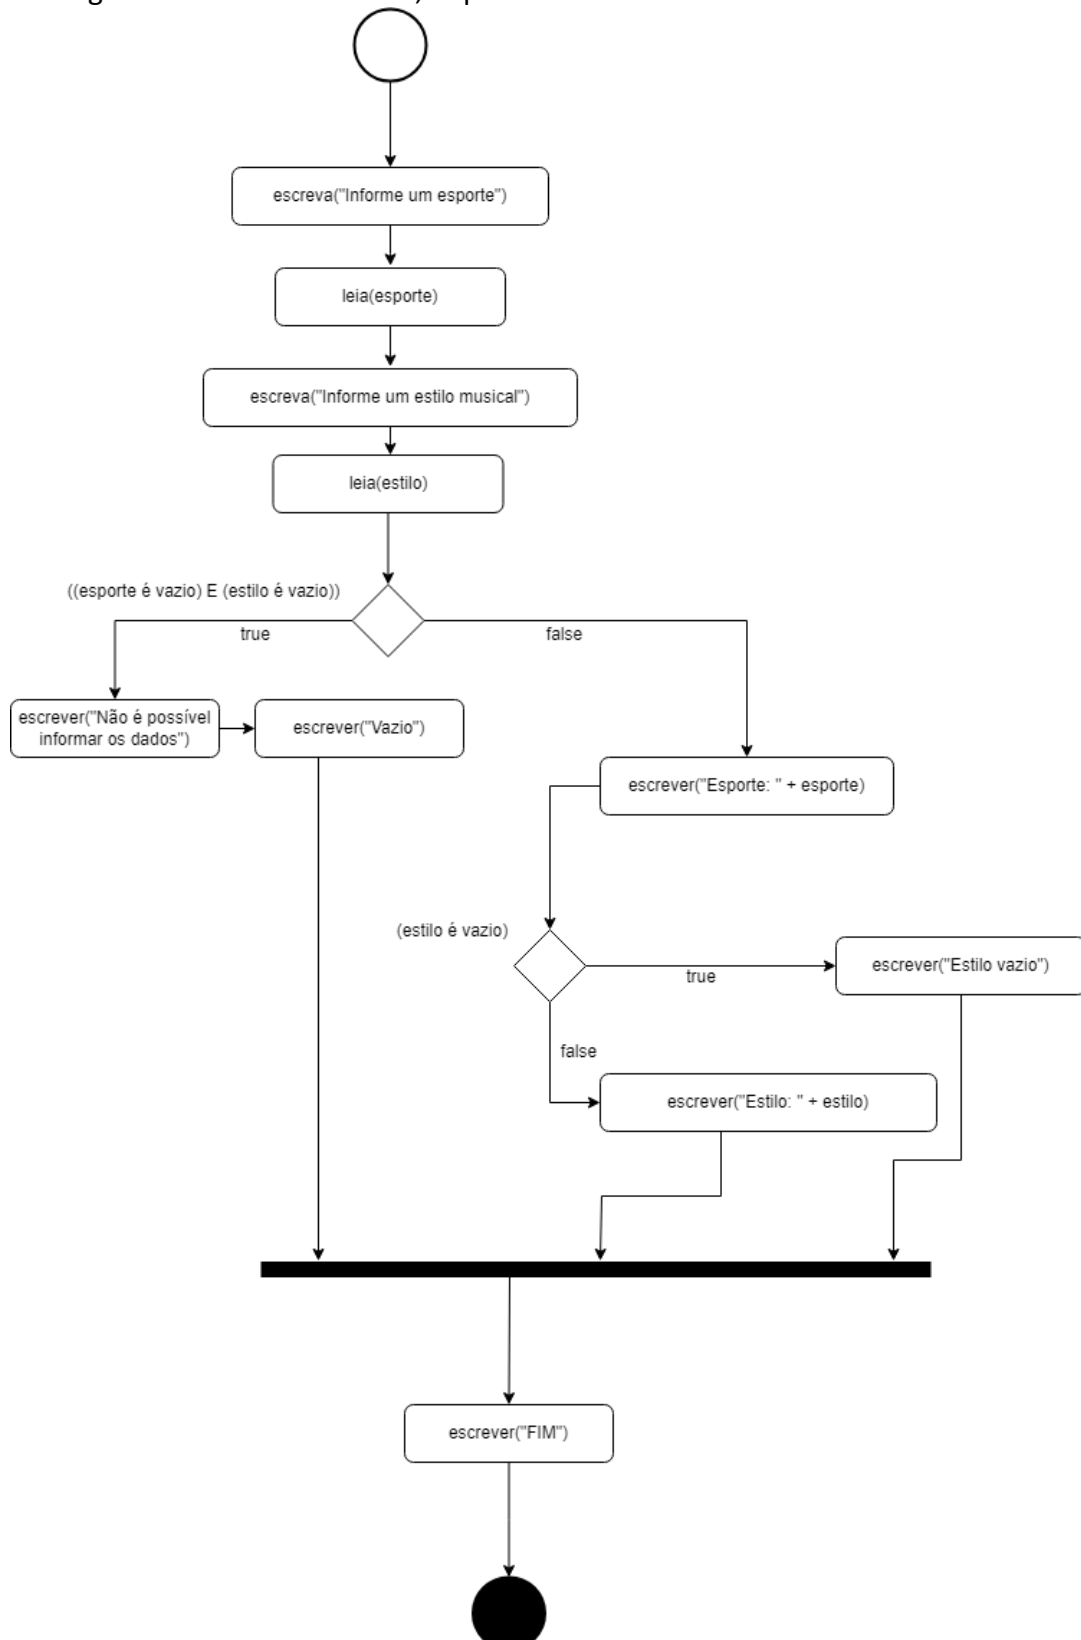 escreva("Informe um esporte")
leia(esporte)
escreva("Informe um estilo musical")
leia(estilo)
((esporte é vazio) E (estilo é vazio))
true
false
escrever("Não é possível
informar os dados")
escrever("Vazio")
escrever("Esporte: " + esporte)
(estilo é vazio)
true
escrever("Estilo vazio")
false
escrever("Estilo: " + estilo)
escrever("FIM")